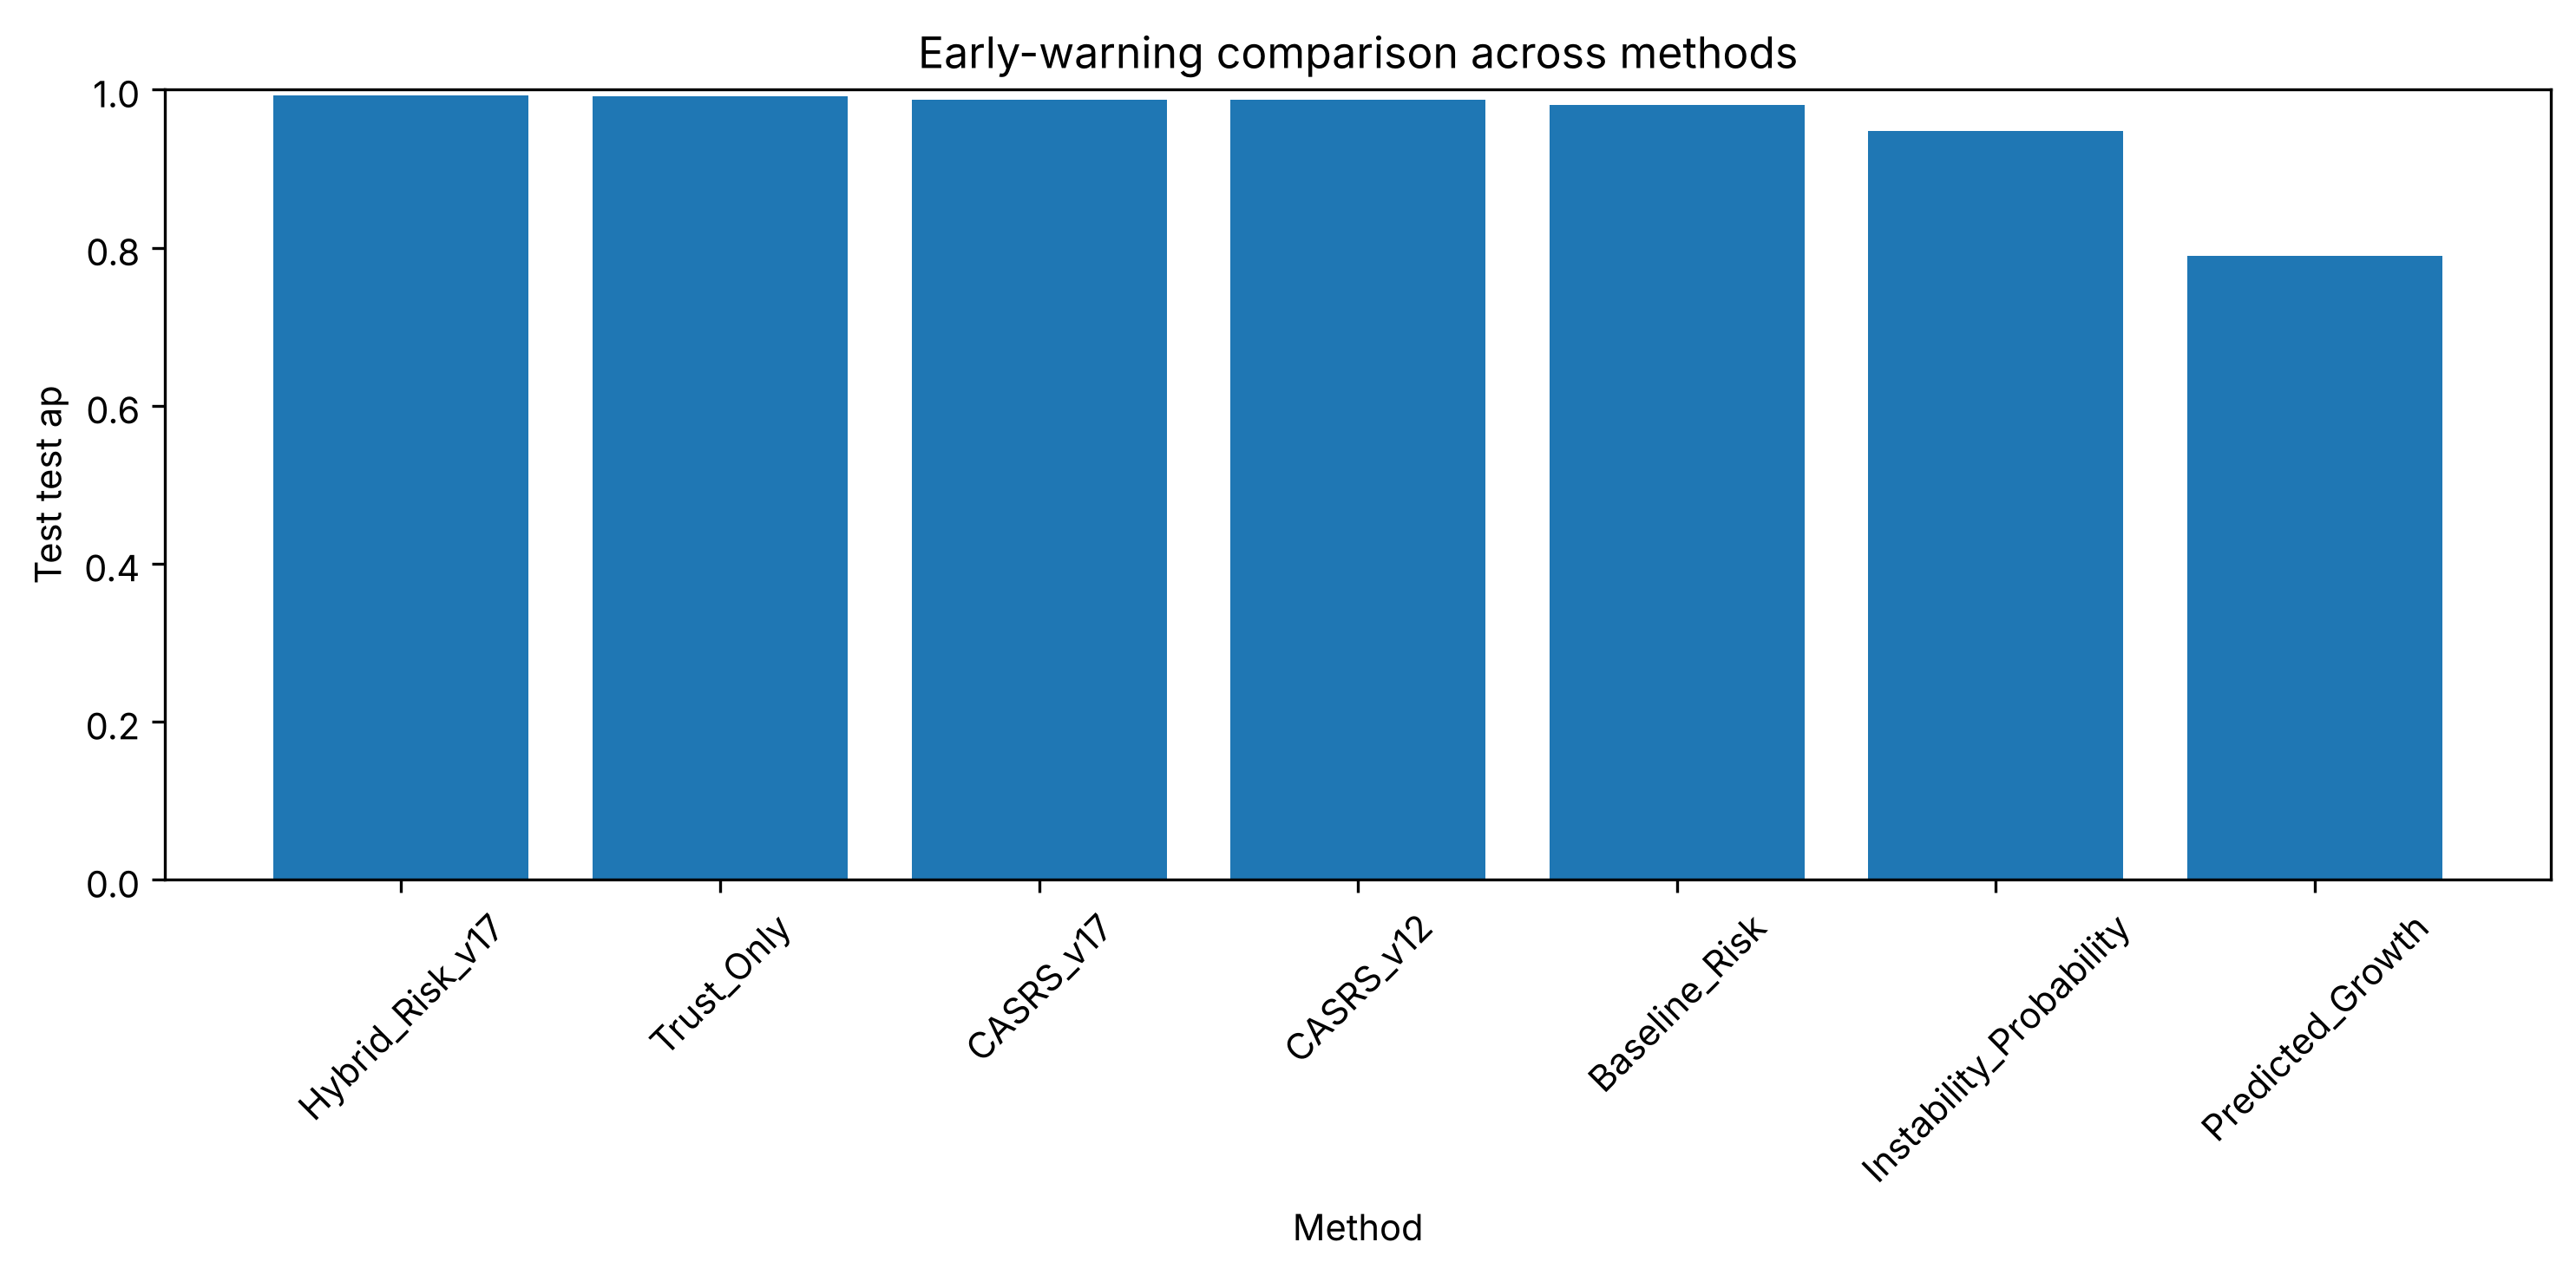 Early-warning comparison across methods
1.0
0.8
0.6
0.4
0.2
0.0
Test test ap
Hybrid_Risk_v17
Trust_Only
CASRS_v17
CASRS_v12
Baseline_Risk
Instability_Probability
Predicted_Growth
Method